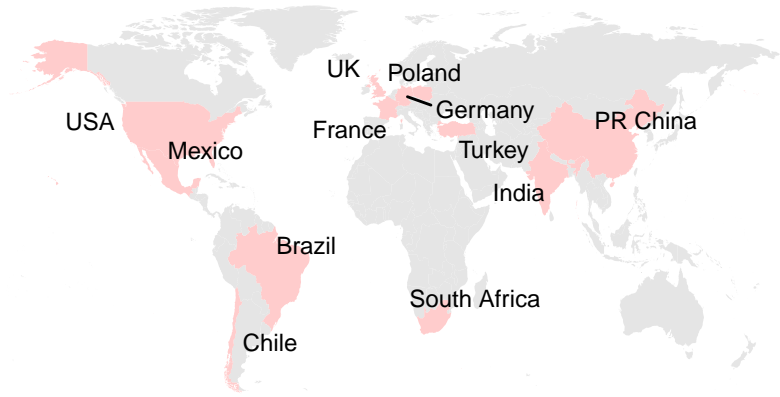 UK
Poland
Germany
USA
France
PR China
Mexico
Turkey
India
Brazil
South Africa
Chile